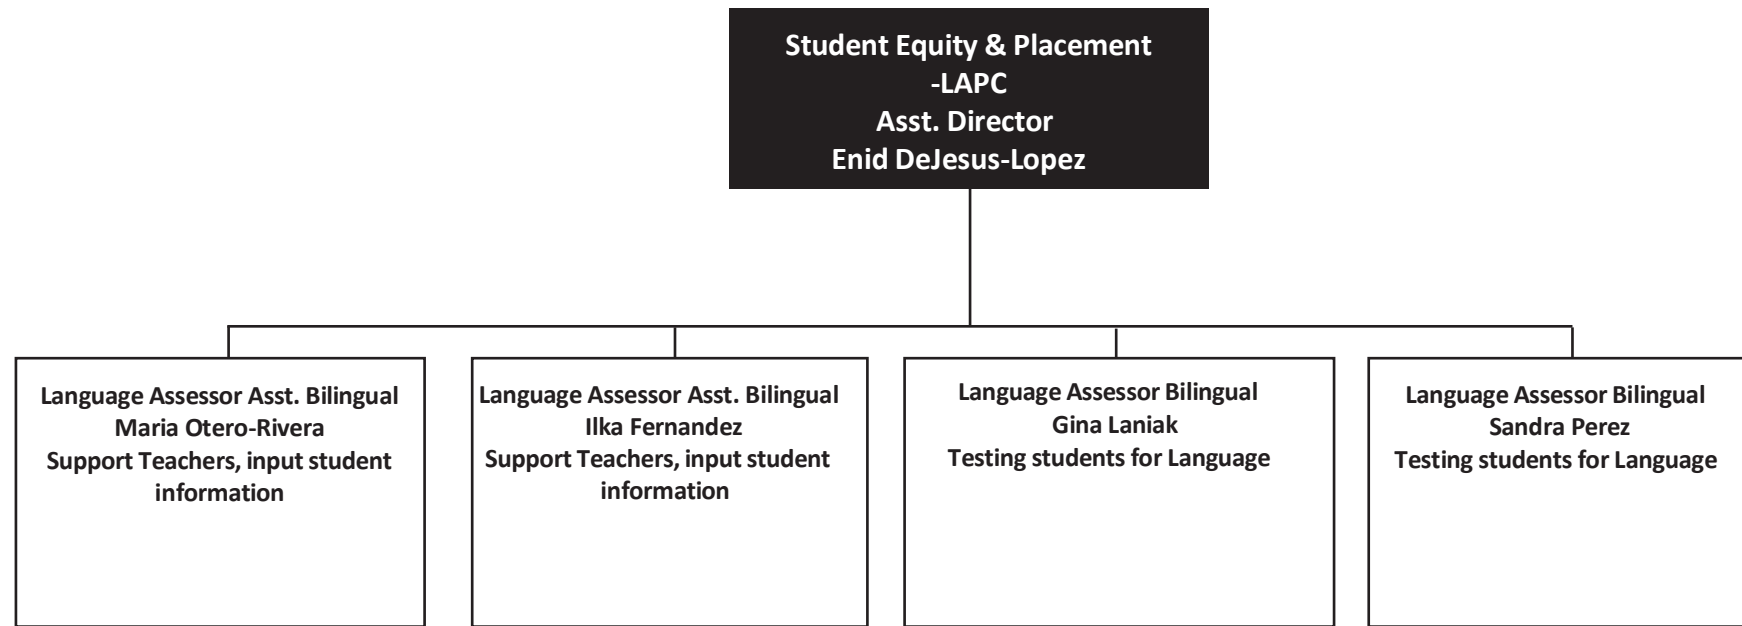 Student Equity & Placement
-LAPC
Asst. Director
Enid DeJesus-Lopez
Language Assessor Asst. Bilingual
Maria Otero-Rivera
Support Teachers, input student
information
Language Assessor Asst. Bilingual
Ilka Fernandez
Support Teachers, input student
information
Language Assessor Bilingual
Gina Laniak
Testing students for Language
Language Assessor Bilingual
Sandra Perez
Testing students for Language